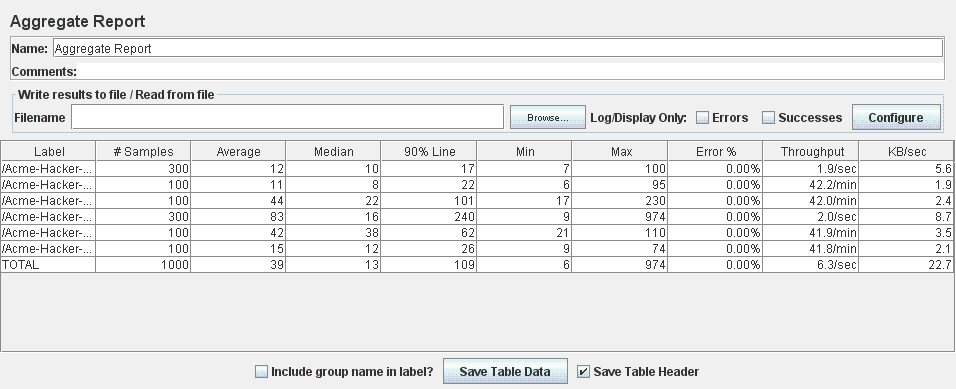 Aggregate Report
Name: Aggregate Report
Comments:
Write results to file / Read from file
Filename Browse... Log/Display Only: Errors Successes Configure
Label # Samples Average Median 90% Line Min Max Error % Throughput KB/sec
/Acme-Hacker-... 300 12 10 17 7 100 0.00% 1.9/sec 5.6
/Acme-Hacker-... 100 11 8 22 6 95 0.00% 42.2/min 1.9
/Acme-Hacker-... 100 44 22 101 17 230 0.00% 42.0/min 2.4
/Acme-Hacker-... 300 83 16 240 9 974 0.00% 2.0/sec 8.7
/Acme-Hacker-... 100 42 38 62 21 110 0.00% 41.9/min 3.5
/Acme-Hacker-... 100 15 12 26 9 74 0.00% 41.8/min 2.1
TOTAL 1000 39 13 109 6 974 0.00% 6.3/sec 22.7
Include group name in label? Save Table Data Save Table Header